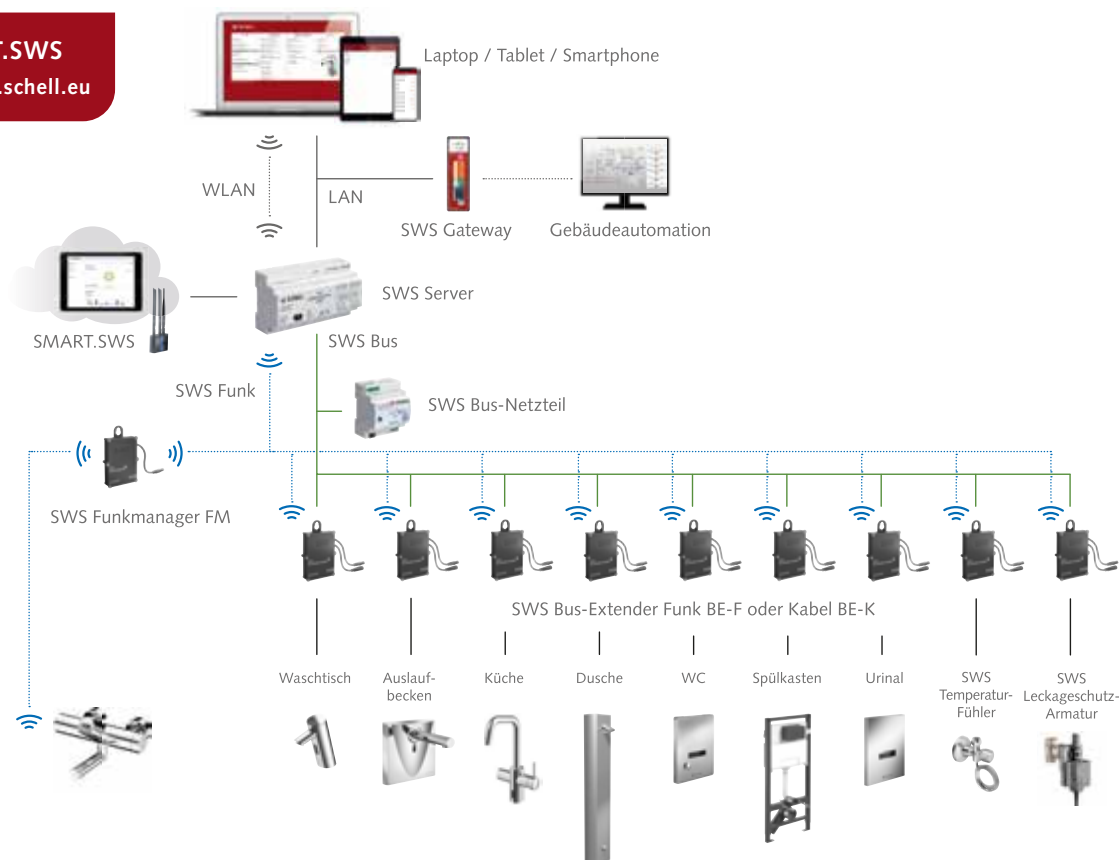 T.SWS
.schell.eu
Laptop / Tablet / Smartphone
WLAN
LAN
SWS Gateway
Gebäudeautomation
SWS Server
SMART.SWS
SWS Bus
SWS Funk
SWS Bus-Netzteil
SWS Funkmanager FM
SWS Bus-Extender Funk BE-F oder Kabel BE-K
Waschtisch
Auslauf-
becken
Küche
Dusche
WC
Spülkasten
Urinal
SWS
Temperatur-
Fühler
SWS
Leckageschutz-
Armatur